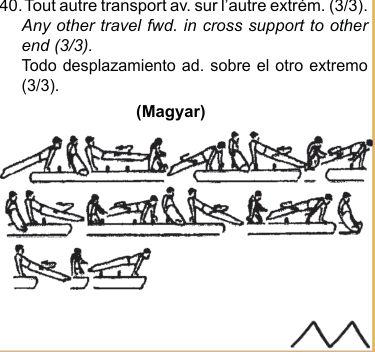 40. Tout autre transport av. sur l'autre extrém. (3/3).
Any other travel fwd. in cross support to other
end (3/3).
Todo desplazamiento ad. sobre el otro extremo
(3/3).
(Magyar)